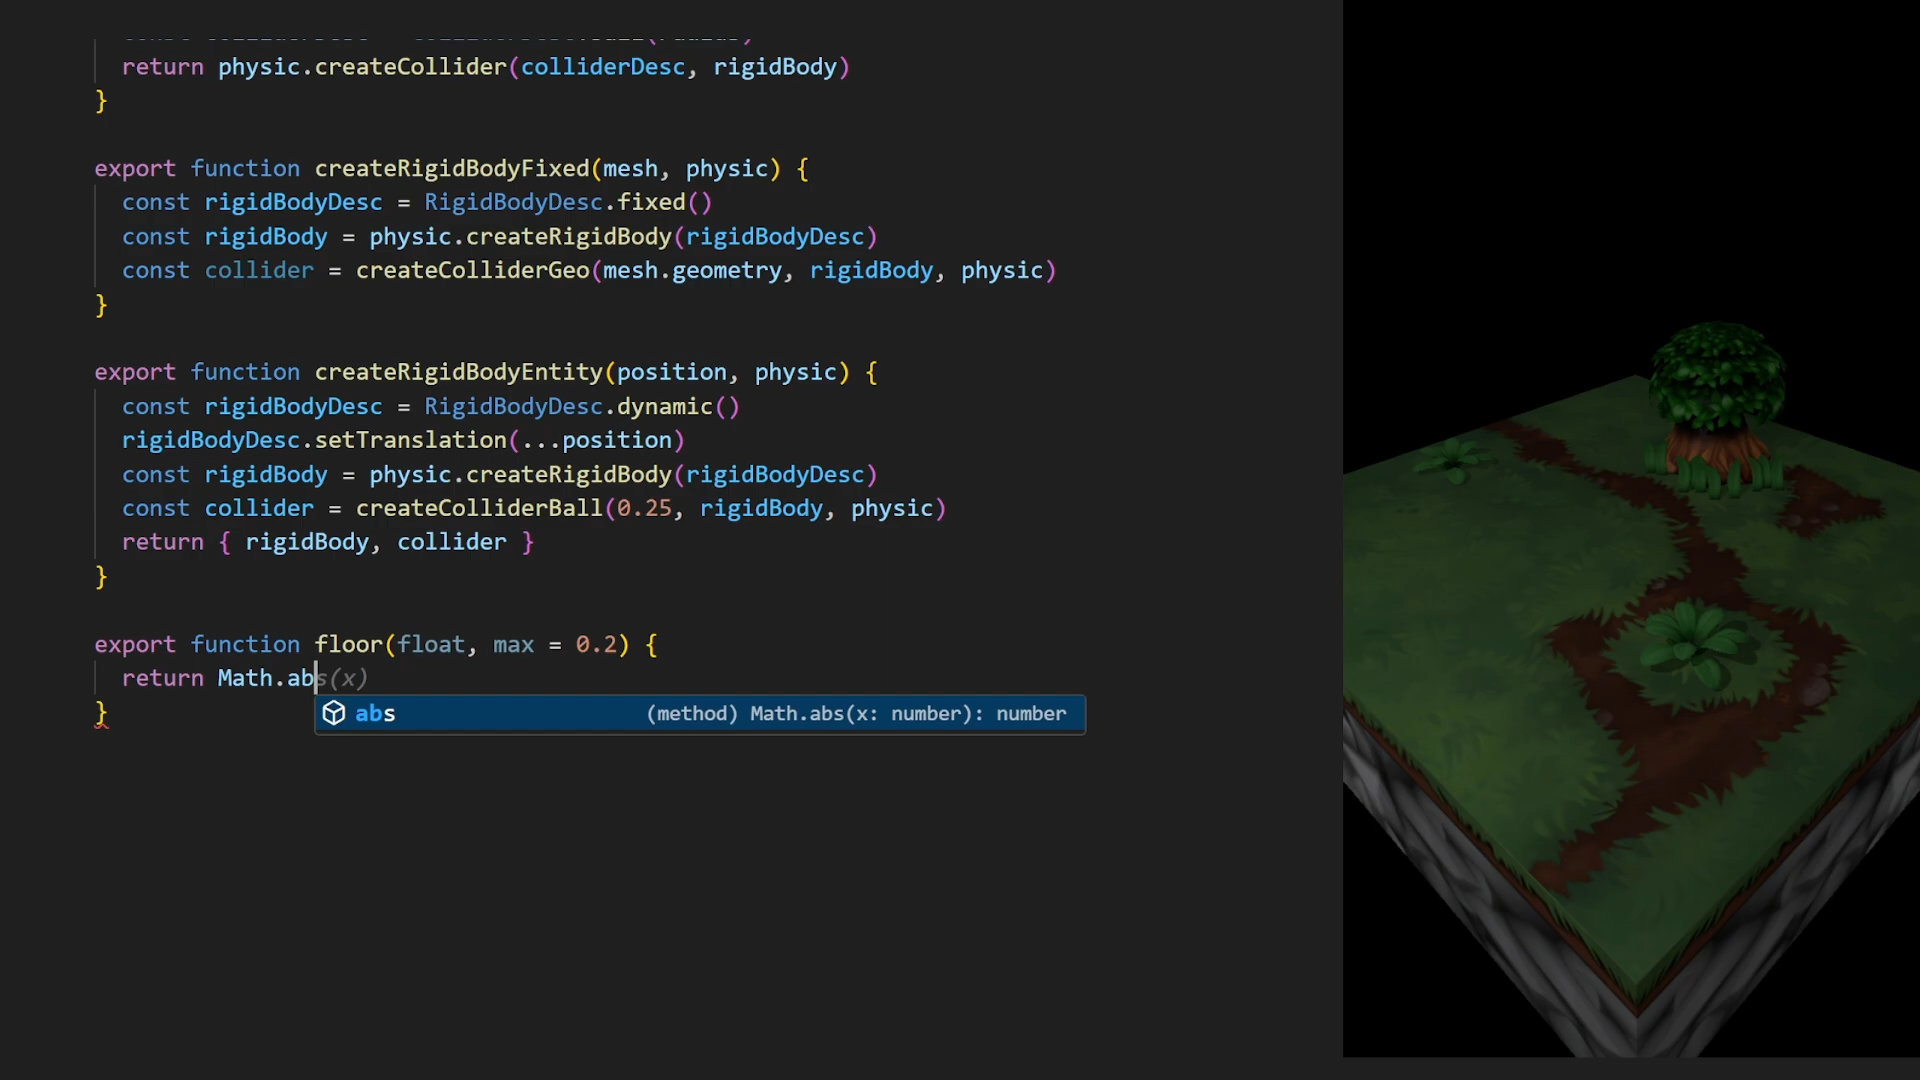 return physic.createCollider(colliderDesc, rigidBody)
}
export function createRigidBodyFixed(mesh, physic) {
const rigidBodyDesc = RigidBodyDesc.fixed()
const rigidBody = physic.createRigidBody(rigidBodyDesc)
const collider = createColliderGeo(mesh.geometry, rigidBody, physic)
}
export function createRigidBodyEntity(position, physic) {
const rigidBodyDesc = RigidBodyDesc.dynamic()
rigidBodyDesc.setTranslation(...position)
const rigidBody = physic.createRigidBody(rigidBodyDesc)
const collider = createColliderBall(0.25, rigidBody, physic)
return { rigidBody, collider }
}
export function floor(float, max = 0.2) {
return Math.abs(x)
}
abs (method) Math.abs(x: number): number